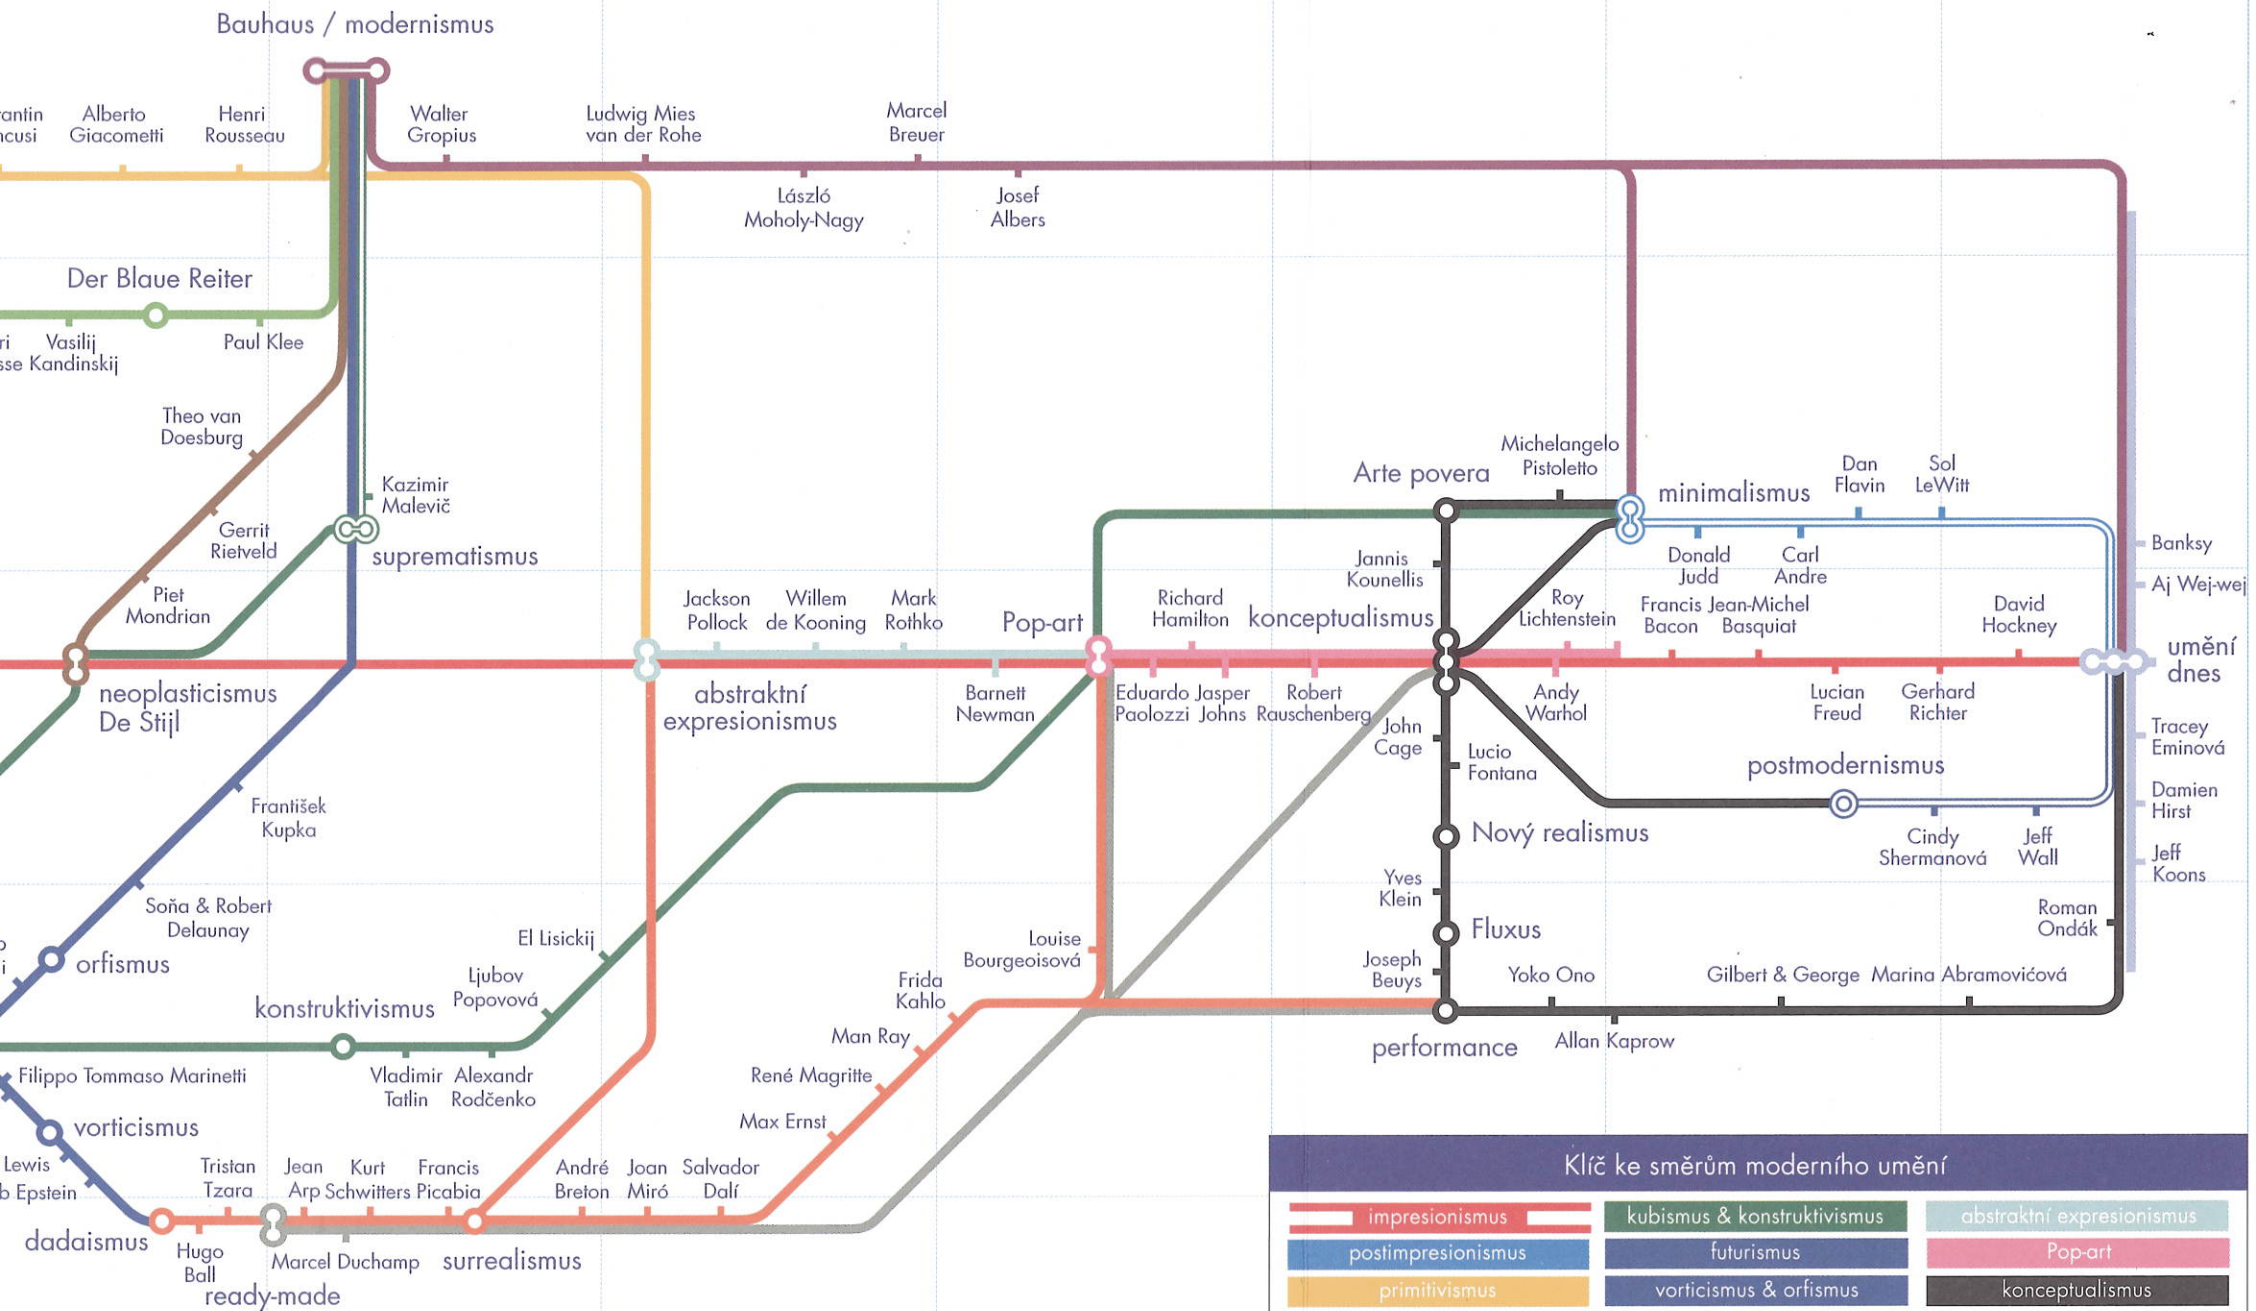 Bauhaus / modernismus
Alberto
Giacometti
Henri
Rousseau
Walter
Gropius
Ludwig Mies
van der Rohe
Marcel
Breuer
László
Moholy-Nagy
Josef
Albers
Der Blaue Reiter
Vasilij
Kandinskij
Paul Klee
Theo van
Doesburg
Gerrit
Rietveld
Piet
Mondrian
Kazimir
Malevič
suprematismus
neoplasticismus
De Stijl
Jackson
Pollock
Willem
de Kooning
Mark
Rothko
abstraktní
expresionismus
Barnett
Newman
Pop-art
Richard
Hamilton
Eduardo
Paolozzi
Jasper
Johns
Robert
Rauschenberg
konceptualismus
Arte povera
Michelangelo
Pistoletto
Jannis
Kounellis
Roy
Lichtenstein
Andy
Warhol
minimalismus
Dan
Flavin
Sol
LeWitt
Donald
Judd
Carl
Andre
Francis
Bacon
Jean-Michel
Basquiat
David
Hockney
Lucian
Freud
Gerhard
Richter
Banksy
Aj Wej-wej
umění
dnes
Tracey
Eminová
Damien
Hirst
Jeff
Koons
John
Cage
Lucio
Fontana
postmodernismus
Cindy
Shermanová
Jeff
Wall
Nový realismus
Yves
Klein
Fluxus
Joseph
Beuys
performance
Yoko Ono
Allan Kaprow
Gilbert & George
Marina Abramovićová
Roman
Ondák
František
Kupka
Soňa & Robert
Delaunay
orfismus
konstruktivismus
Vladimir
Tatlin
Alexandr
Rodčenko
Ljubov
Popovová
El Lisickij
Filippo Tommaso Marinetti
vorticismus
Lewis
Epstein
dadaismus
Hugo
Ball
Tristan
Tzara
ready-made
Jean
Arp
Kurt
Schwitters
Francis
Picabia
Marcel Duchamp
surrealismus
André
Breton
Joan
Miró
Salvador
Dalí
Max Ernst
René Magritte
Man Ray
Frida
Kahlo
Louise
Bourgeoisová
Klíč ke směrům moderního umění
impresionismus
kubismus & konstruktivismus
abstraktní expresionismus
postimpresionismus
futurismus
Pop-art
primitivismus
vorticismus & orfismus
konceptualismus